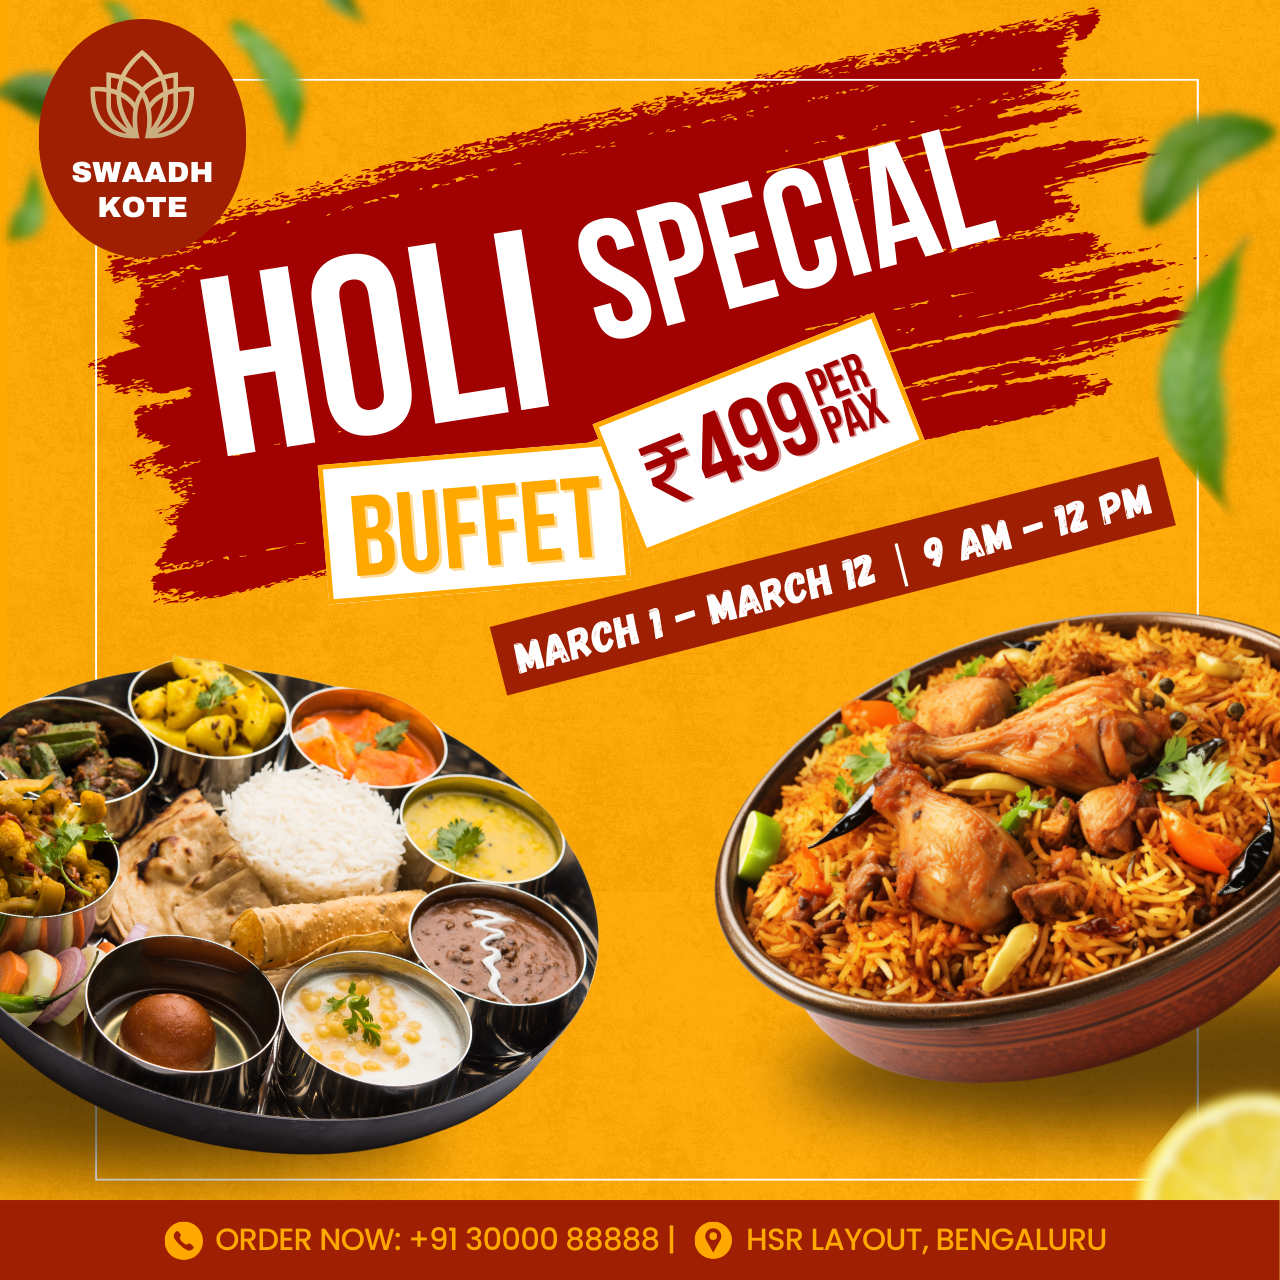 SWAADH
KOTE
HOLI SPECIAL
BUFFET
₹499 PER
PAX
MARCH 1 – MARCH 12 | 9 AM – 12 PM
ORDER NOW: +91 30000 88888 | HSR LAYOUT, BENGALURU